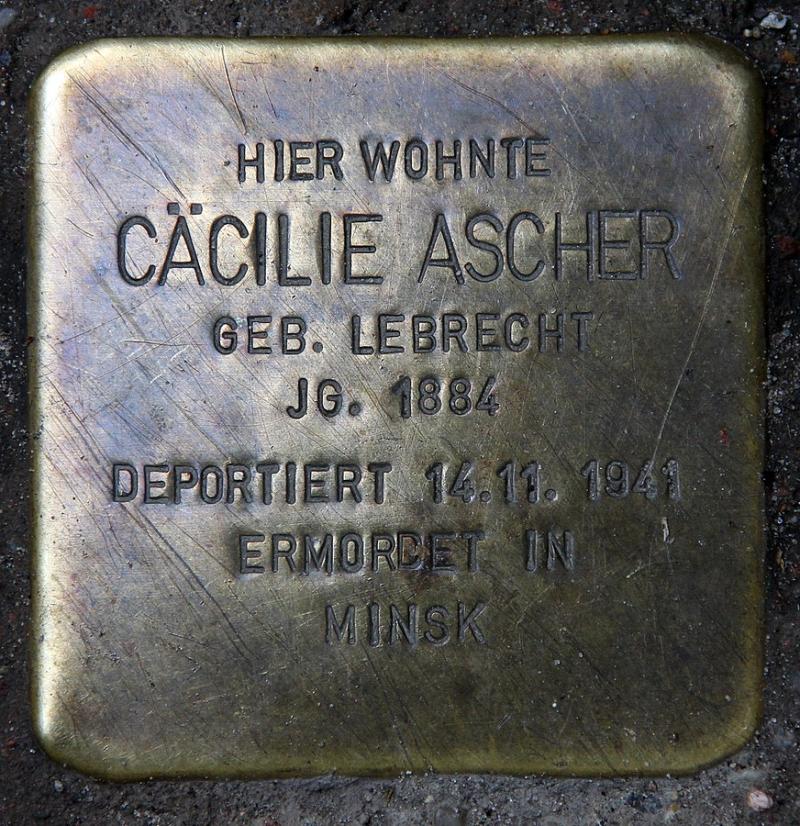 HIER WOHNTE
CÄCILIE ASCHER
GEB. LEBRECHT
JG. 1884
DEPORTIERT 14.11. 1941
ERMORDET IN
MINSK